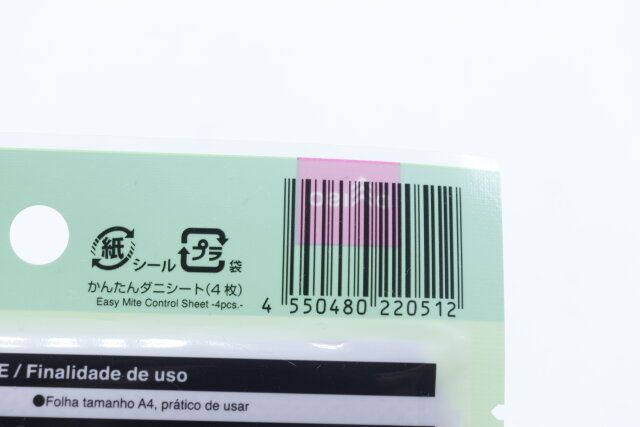 紙 シール プラ 袋
かんたんダニシート(4枚)
Easy Mite Control Sheet -4pcs.-
DAISO
4 550480 220512
E / Finalidade de uso
●Folha tamanho A4, prático de usar